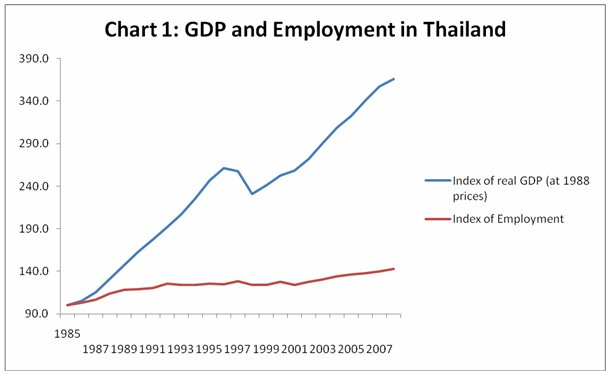 Chart 1: GDP and Employment in Thailand
390.0
340.0
290.0
240.0
190.0
140.0
90.0
Index of real GDP (at 1988
prices)
Index of Employment
1985
1987 1989 1991 1993 1995 1997 1999 2001 2003 2005 2007